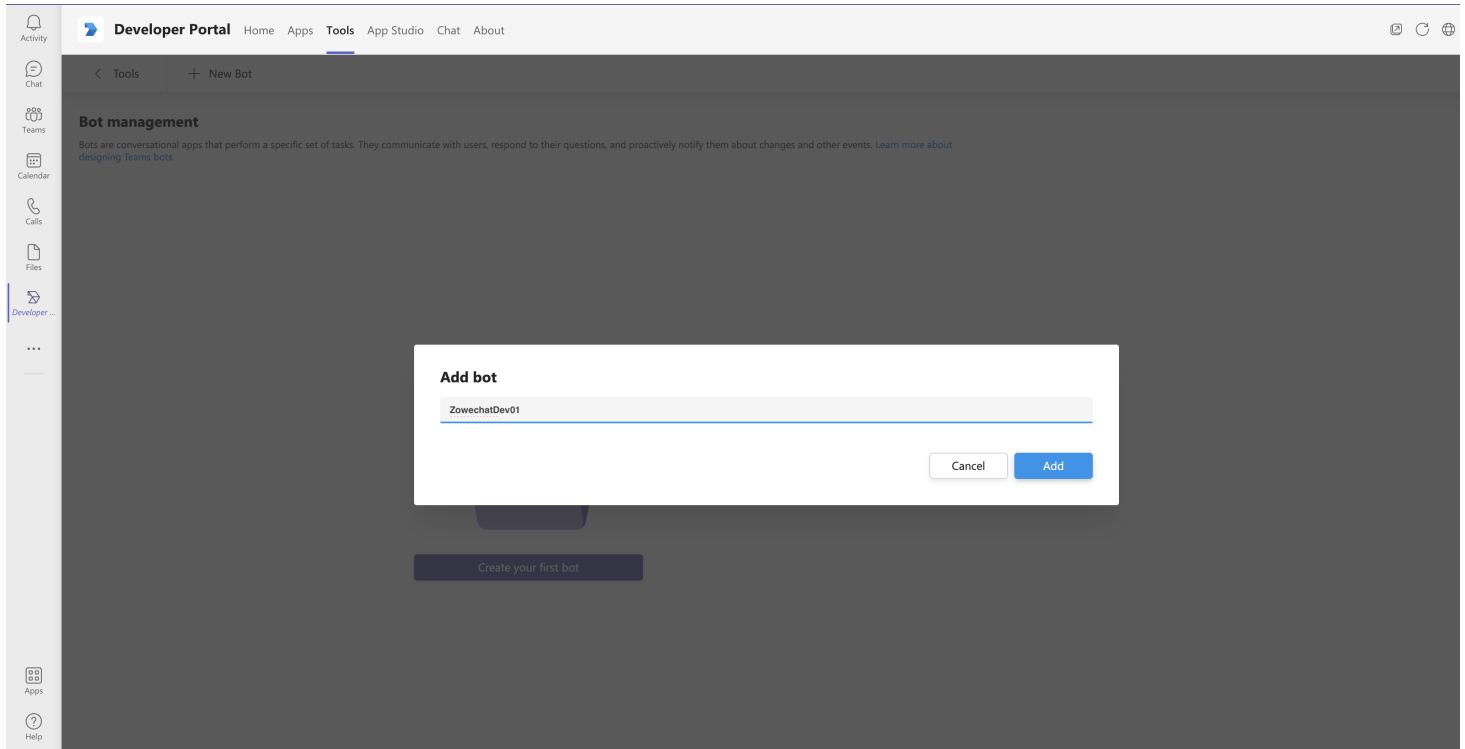 Activity
Chat
Teams
Calendar
Calls
Files
Developer ...
Apps
Help
Developer Portal Home Apps Tools App Studio Chat About
Tools + New Bot
Bot management
Bots are conversational apps that perform a specific set of tasks. They communicate with users, respond to their questions, and proactively notify them about changes and other events. Learn more about
designing Teams bots.
Add bot
ZowechatDev01
Cancel Add
Create your first bot